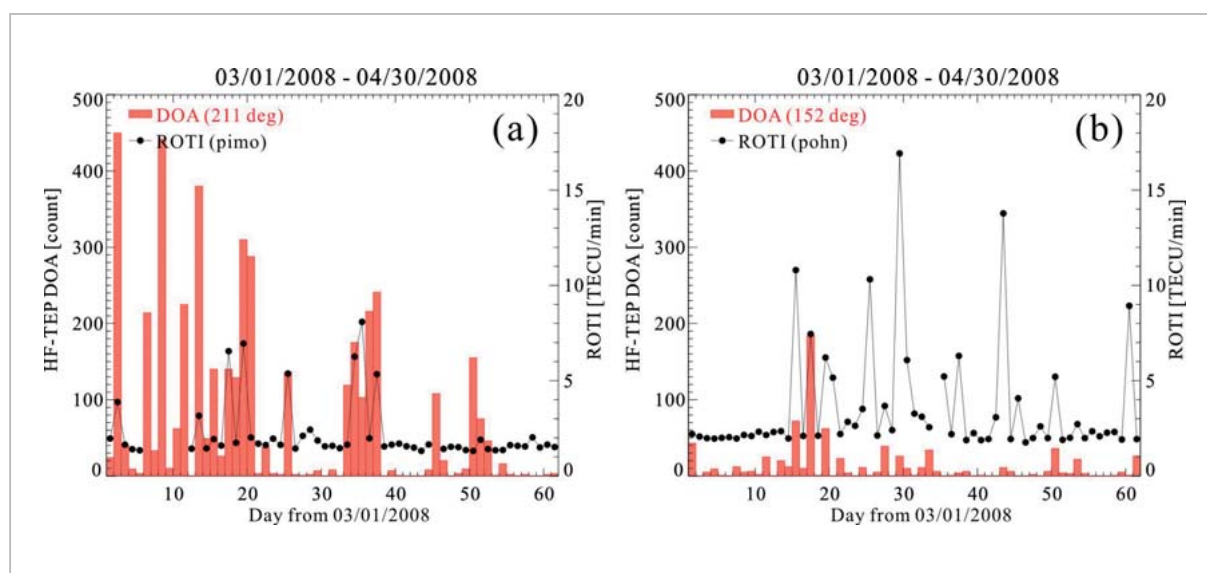 03/01/2008 - 04/30/2008
500
400
300
200
100
0
HF-TEP DOA [count]
DOA (211 deg)
ROTI (pimo)
(a)
20
15
10
5
0
ROTI [TECU/min]
10 20 30 40 50 60
Day from 03/01/2008
03/01/2008 - 04/30/2008
500
400
300
200
100
0
HF-TEP DOA [count]
DOA (152 deg)
ROTI (pohn)
(b)
20
15
10
5
0
ROTI [TECU/min]
10 20 30 40 50 60
Day from 03/01/2008